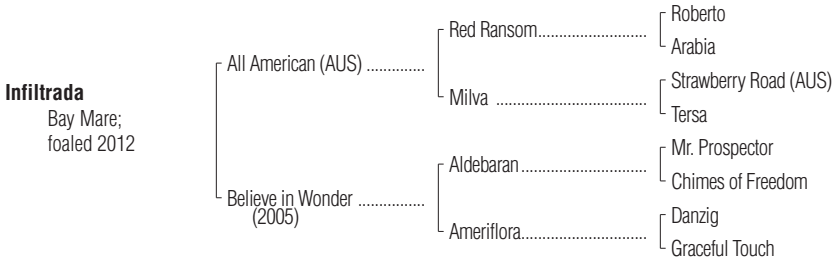 Infiltrada
Bay Mare;
foaled 2012
All American (AUS) ..............
Believe in Wonder ................
(2005)
Red Ransom..........................
Milva ....................................
Aldebaran..............................
Ameriflora..............................
Roberto
Arabia
Strawberry Road (AUS)
Tersa
Mr. Prospector
Chimes of Freedom
Danzig
Graceful Touch